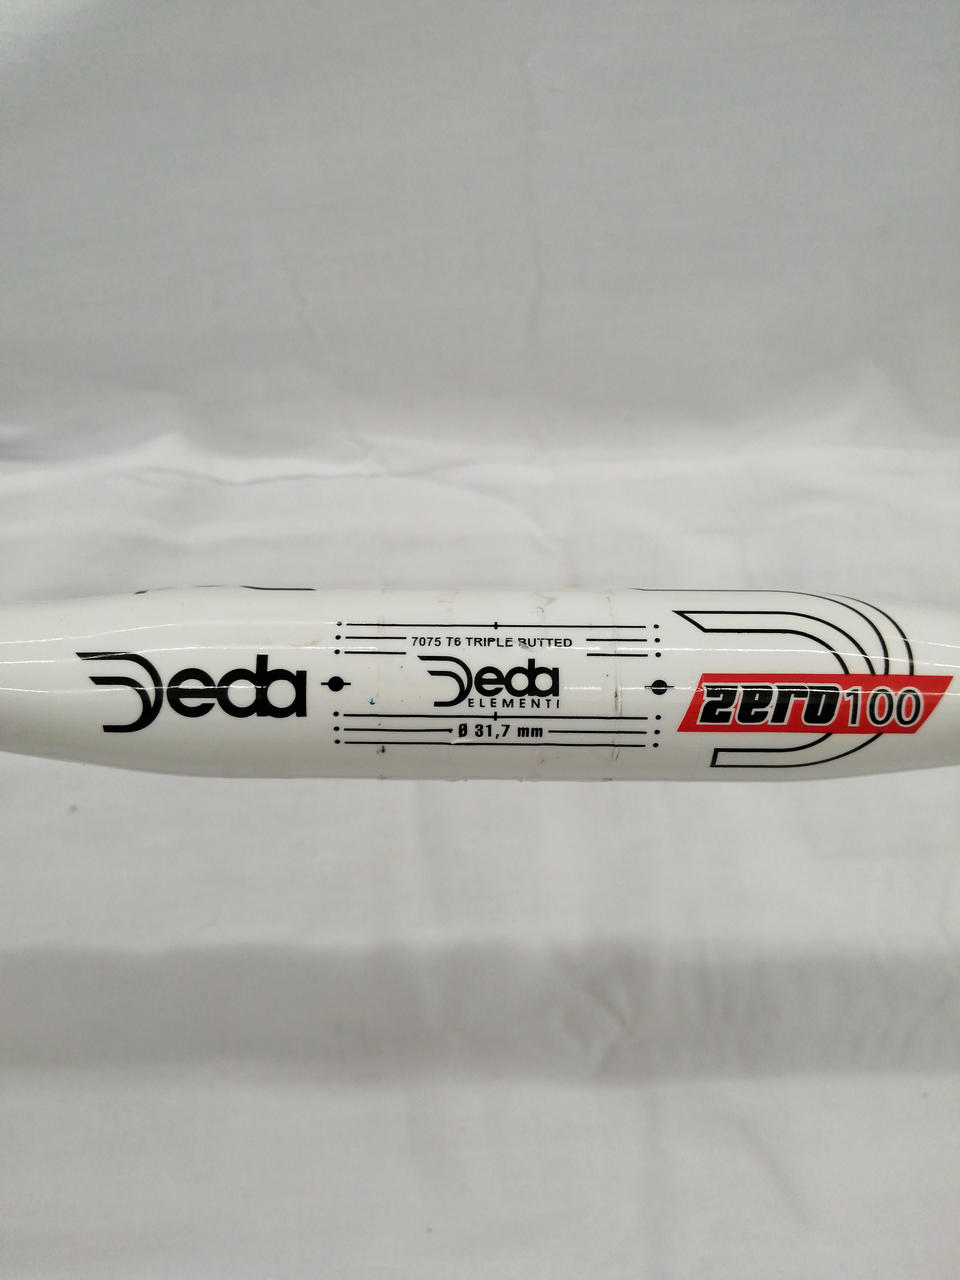 Deda
7075 T6 TRIPLE BUTTED
Deda
ELEMENTI
Ø 31,7 mm
zero100